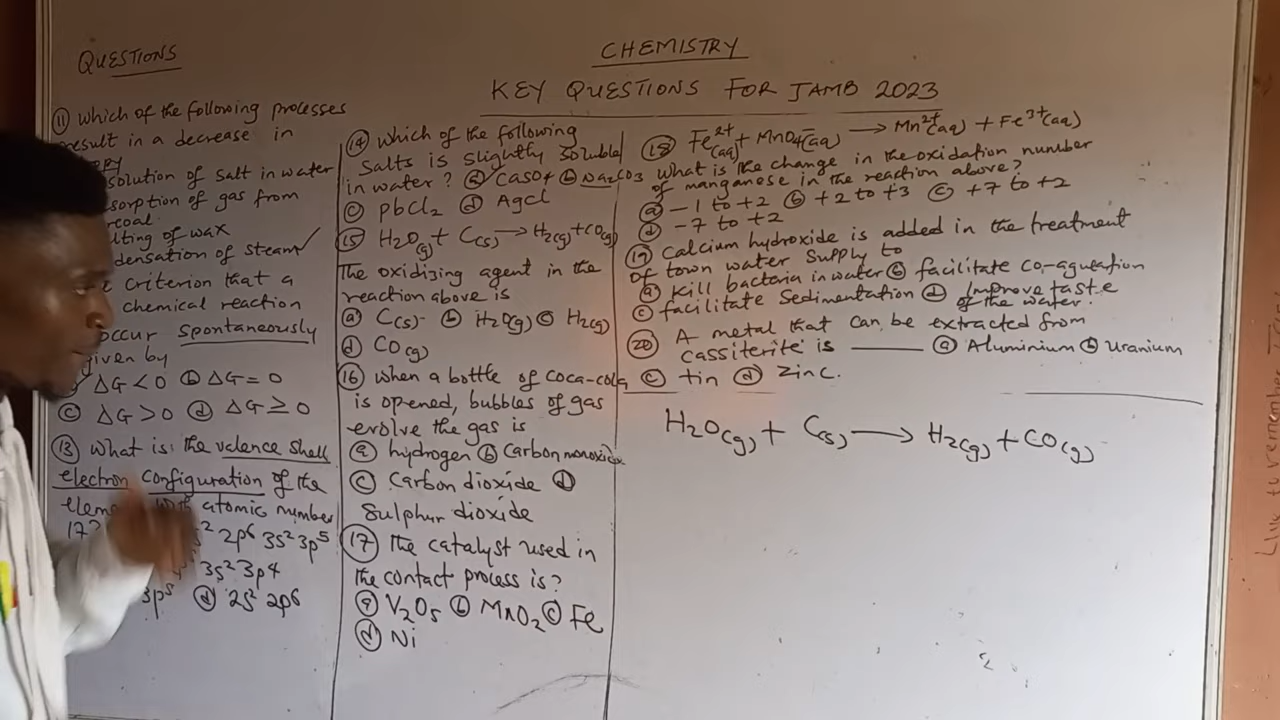 QUESTIONS
CHEMISTRY
KEY QUESTIONS FOR JAMB 2023
⑪ Which of the following processes
result in a decrease in
solution of salt in water
sorption of gas from
lting of wax
densation of steam ✓
criterion that a
chemical reaction
occur spontaneously
given by
ΔG < 0 ⓑ ΔG = 0
ⓒ ΔG > 0 ⓓ ΔG ≥ 0
⑬ What is the valence shell
electron configuration of the
element with atomic number
17? 2p⁶ 3s² 3p⁵
3s² 3p4
3p⁵ ⓓ 2s² 2p⁶
⑭ Which of the following
Salts is slightly soluble
in water? ⓐ CaSO4 ⓑ Na2CO3
ⓒ PbCl2 ⓓ AgCl
⑮ H2O(g) + C(s) → H2(g) + CO(g)
The oxidizing agent in the
reaction above is
ⓐ C(s) ⓑ H2O(g) ⓒ H2(g)
ⓓ CO(g)
⑯ When a bottle of coca-cola
is opened, bubbles of gas
evolve the gas is
ⓐ hydrogen ⓑ Carbon monoxide
ⓒ Carbon dioxide ⓓ
Sulphur dioxide
⑰ The catalyst used in
the contact process is?
ⓐ V2O5 ⓑ MnO2 ⓒ Fe
ⓓ Ni
⑱ Fe²⁺(aq) + MnO4⁻(aq) → Mn²⁺(aq) + Fe³⁺(aq)
What is the change in the oxidation number
of manganese in the reaction above?
ⓐ -1 to +2 ⓑ +2 to +3 ⓒ +7 to +2
ⓓ -7 to +2
⑲ Calcium hydroxide is added in the treatment
of town water supply to
ⓐ Kill bacteria in water ⓑ facilitate co-agulation
ⓒ facilitate Sedimentation ⓓ Improve taste
of the water.
⑳ A metal that can be extracted from
cassiterite is ______ ⓐ Aluminium ⓑ Uranium
ⓒ tin ⓓ Zinc.
H2O(g) + C(s) → H2(g) + CO(g)